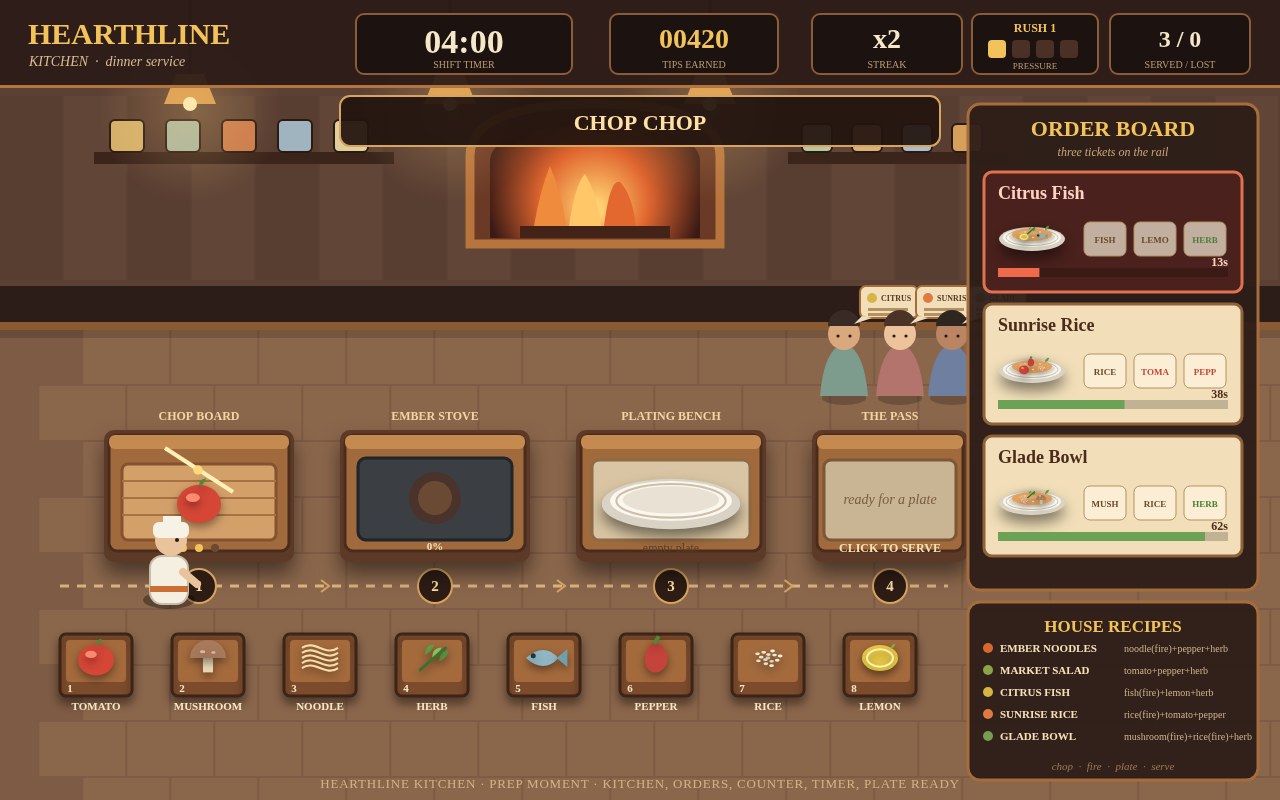 HEARTHLINE
KITCHEN · dinner service
04:00
SHIFT TIMER
00420
TIPS EARNED
x2
STREAK
RUSH 1
PRESSURE
3 / 0
SERVED / LOST
CHOP CHOP
ORDER BOARD
three tickets on the rail
Citrus Fish
FISH LEMO HERB
13s
Sunrise Rice
RICE TOMA PEPP
38s
Glade Bowl
MUSH RICE HERB
62s
CITRUS
SUNRIS
CHOP BOARD
EMBER STOVE
PLATING BENCH
THE PASS
ready for a plate
0%
empty plate
CLICK TO SERVE
1
2
3
4
1
TOMATO
2
MUSHROOM
3
NOODLE
4
HERB
5
FISH
6
PEPPER
7
RICE
8
LEMON
HOUSE RECIPES
EMBER NOODLES noodle(fire)+pepper+herb
MARKET SALAD tomato+pepper+herb
CITRUS FISH fish(fire)+lemon+herb
SUNRISE RICE rice(fire)+tomato+pepper
GLADE BOWL mushroom(fire)+rice(fire)+herb
chop · fire · plate · serve
HEARTHLINE KITCHEN · PREP MOMENT · KITCHEN, ORDERS, COUNTER, TIMER, PLATE READY